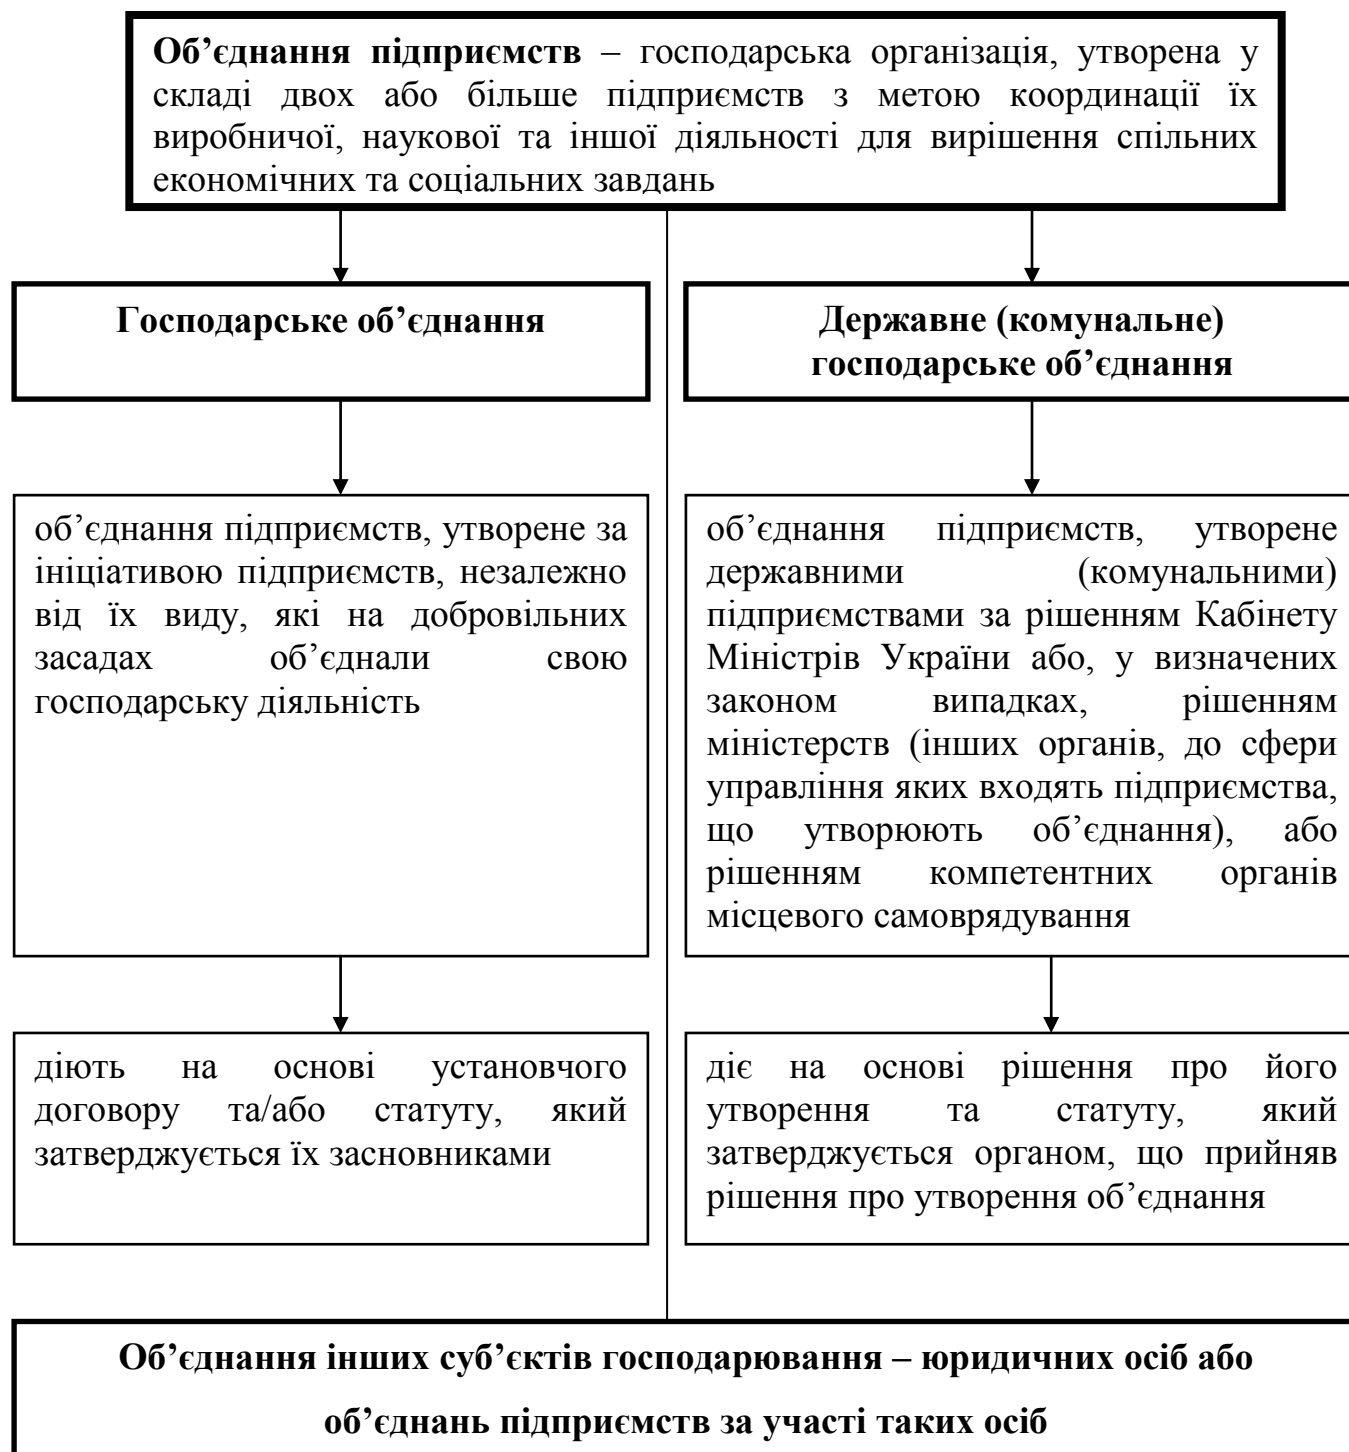 Об’єднання підприємств – господарська організація, утворена у
складі двох або більше підприємств з метою координації їх
виробничої, наукової та іншої діяльності для вирішення спільних
економічних та соціальних завдань
Господарське об’єднання
Державне (комунальне)
господарське об’єднання
об’єднання підприємств, утворене за
ініціативою підприємств, незалежно
від їх виду, які на добровільних
засадах об’єднали свою
господарську діяльність
об’єднання підприємств, утворене
державними (комунальними)
підприємствами за рішенням Кабінету
Міністрів України або, у визначених
законом випадках, рішенням
міністерств (інших органів, до сфери
управління яких входять підприємства,
що утворюють об’єднання), або
рішенням компетентних органів
місцевого самоврядування
діють на основі установчого
договору та/або статуту, який
затверджується їх засновниками
діє на основі рішення про його
утворення та статуту, який
затверджується органом, що прийняв
рішення про утворення об’єднання
Об’єднання інших суб’єктів господарювання – юридичних осіб або
об’єднань підприємств за участі таких осіб